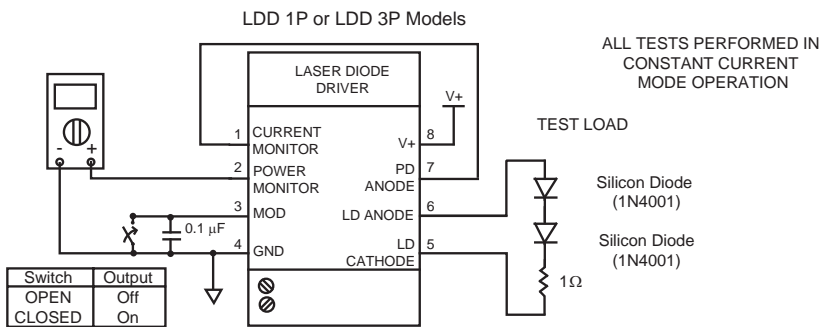 LDD 1P or LDD 3P Models
ALL TESTS PERFORMED IN
CONSTANT CURRENT
MODE OPERATION
LASER DIODE
DRIVER
V+
TEST LOAD
- +
1 CURRENT
MONITOR
V+ 8
2 POWER
MONITOR
PD 7
ANODE
3 MOD
LD ANODE 6
0.1 µF
4 GND
LD 5
CATHODE
Silicon Diode
(1N4001)
Silicon Diode
(1N4001)
1Ω
Switch Output
OPEN Off
CLOSED On